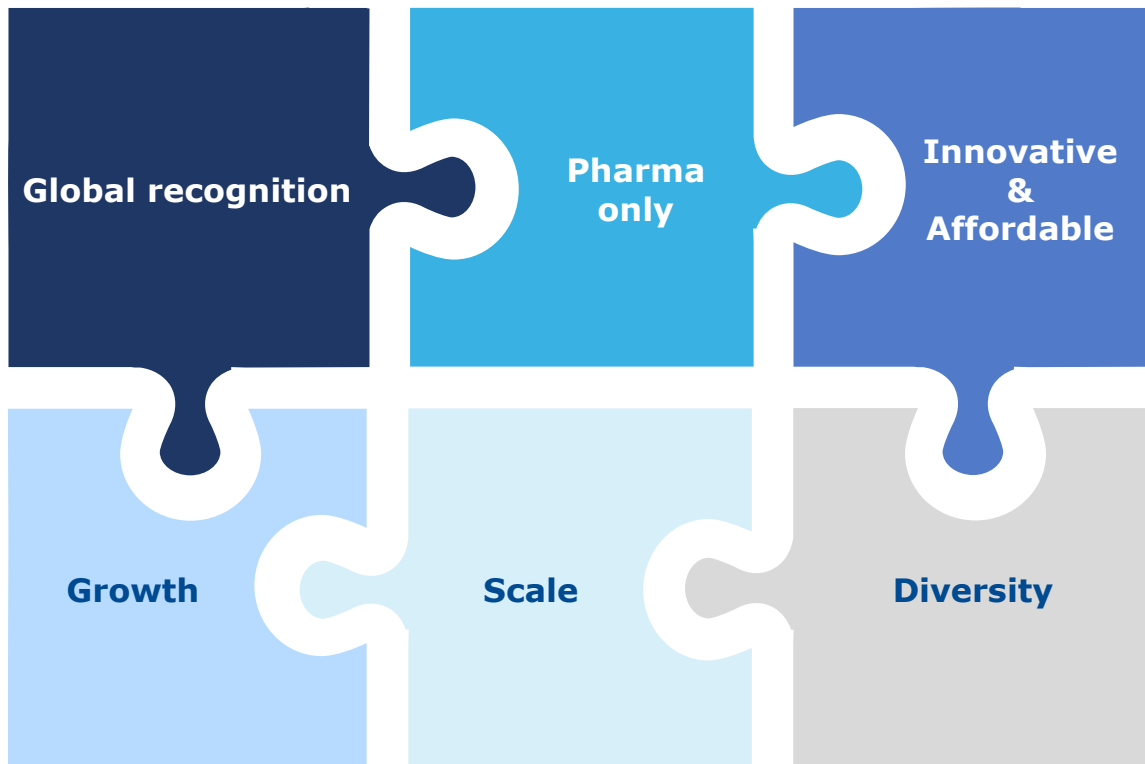 Global recognition
Pharma
only
Innovative
&
Affordable
Growth
Scale
Diversity